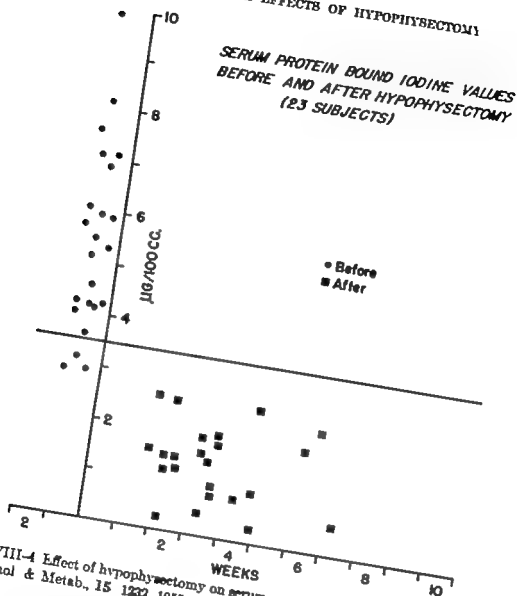 EFFECTS OF HYPOPHYSECTOMY
SERUM PROTEIN BOUND IODINE VALUES
BEFORE AND AFTER HYPOPHYSECTOMY
(23 SUBJECTS)
10
8
6
4
2
µG/100CC.
Before
After
2 2 4 6 8 10
WEEKS
VIII-4 Effect of hypophysectomy on
& Metab., 15 1232